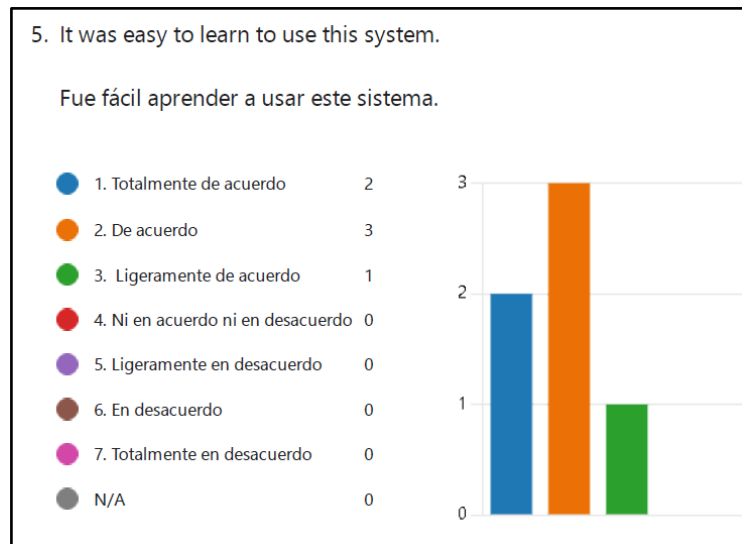 5. It was easy to learn to use this system.
Fue fácil aprender a usar este sistema.
1. Totalmente de acuerdo 2
2. De acuerdo 3
3. Ligeramente de acuerdo 1
4. Ni en acuerdo ni en desacuerdo 0
5. Ligeramente en desacuerdo 0
6. En desacuerdo 0
7. Totalmente en desacuerdo 0
N/A 0
3
2
1
0